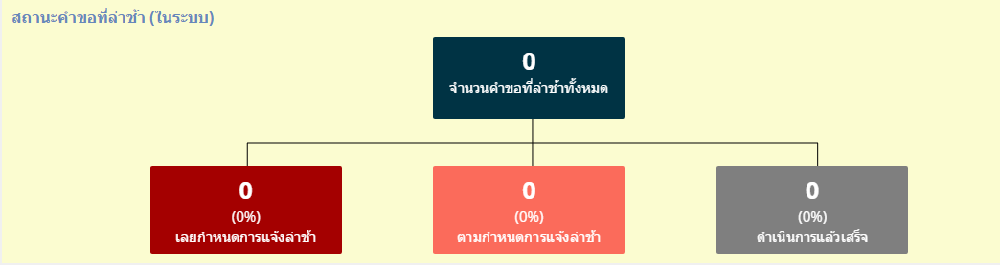 สถานะคำขอที่ล่าช้า (ในระบบ)
0
จำนวนคำขอที่ล่าช้าทั้งหมด
0
(0%)
เลยกำหนดการแจ้งล่าช้า
0
(0%)
ตามกำหนดการแจ้งล่าช้า
0
(0%)
ดำเนินการแล้วเสร็จ